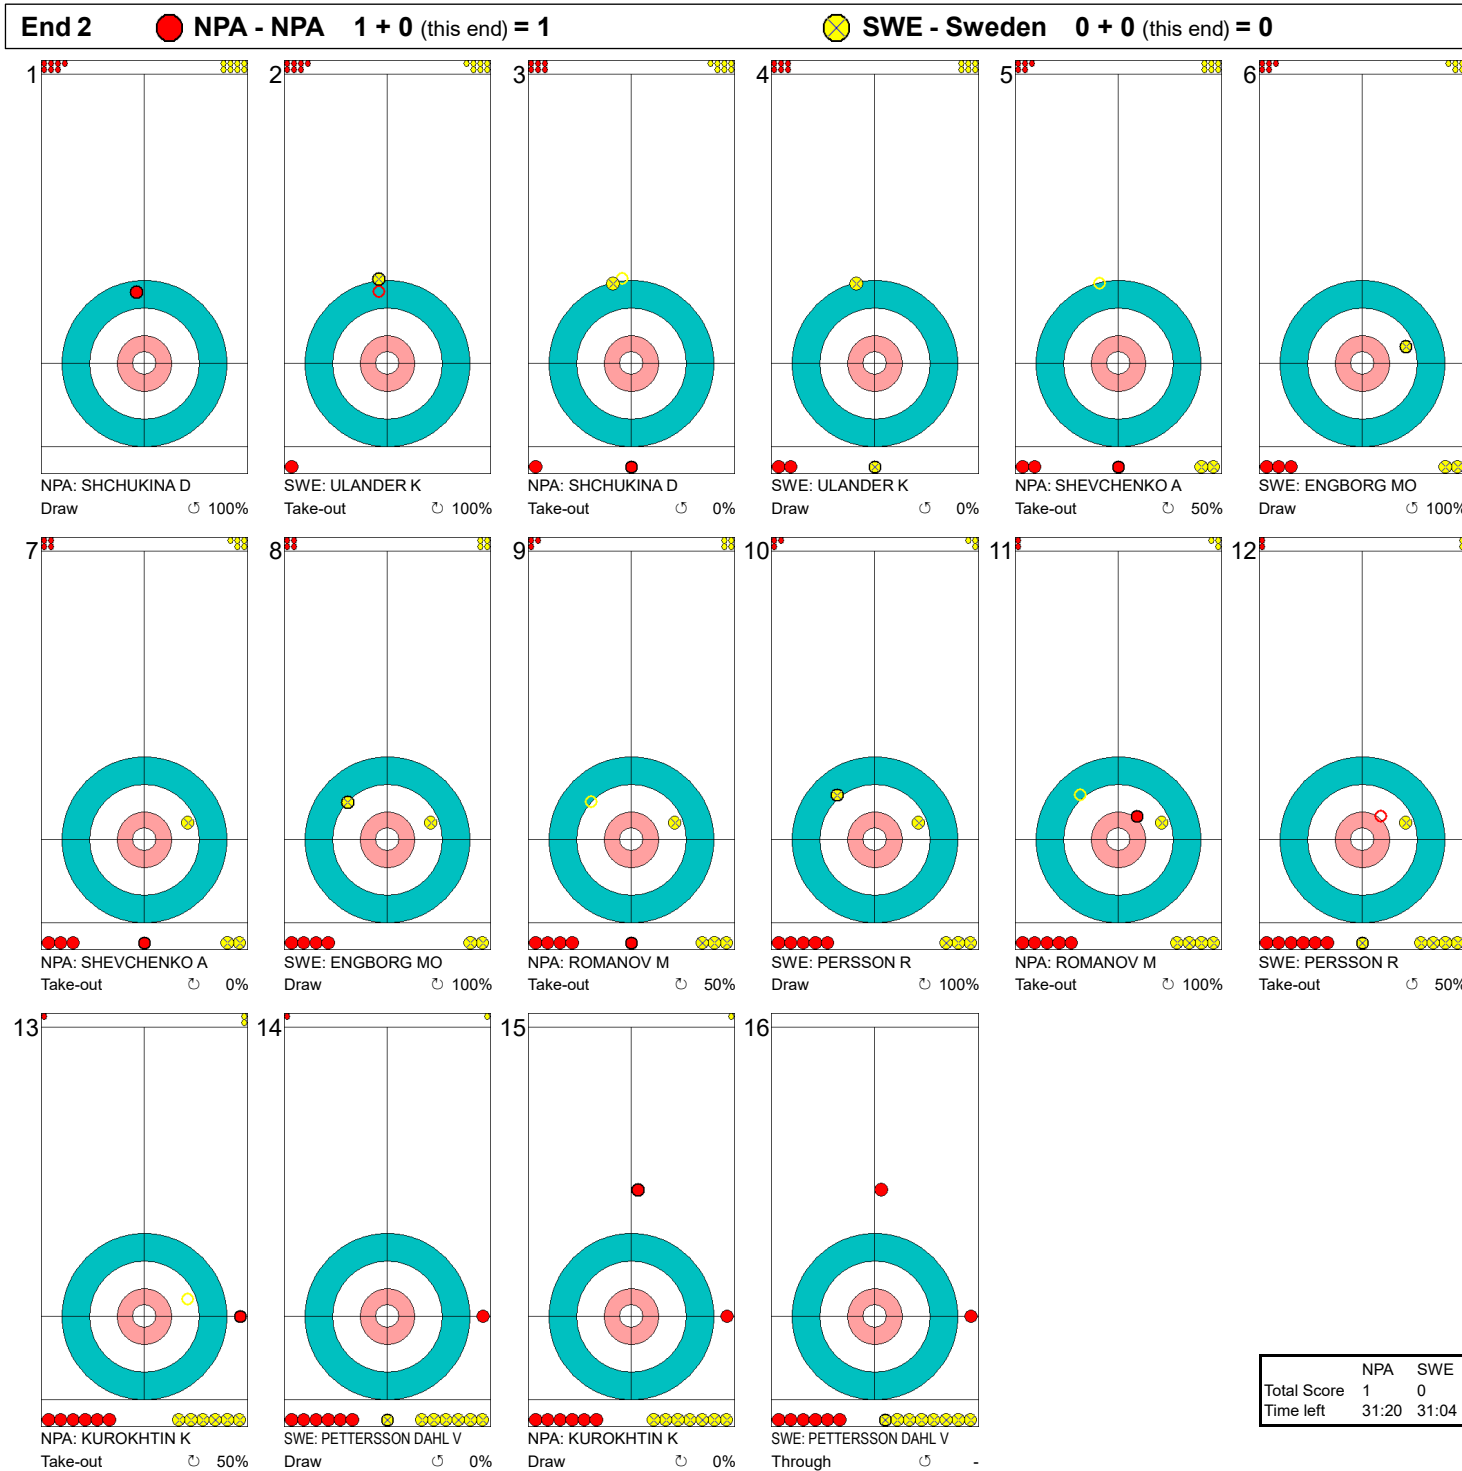 End 2 NPA - NPA 1 + 0 (this end) = 1 SWE - Sweden 0 + 0 (this end) = 0
1 2 3 4 5 6
NPA: SHCHUKINA D SWE: ULANDER K NPA: SHCHUKINA D SWE: ULANDER K NPA: SHEVCHENKO A SWE: ENGBORG MO
Draw ↺ 100% Take-out ↻ 100% Take-out ↺ 0% Draw ↺ 0% Take-out ↻ 50% Draw ↺ 100%
7 8 9 10 11 12
NPA: SHEVCHENKO A SWE: ENGBORG MO NPA: ROMANOV M SWE: PERSSON R NPA: ROMANOV M SWE: PERSSON R
Take-out ↻ 0% Draw ↻ 100% Take-out ↻ 50% Draw ↻ 100% Take-out ↻ 100% Take-out ↺ 50%
13 14 15 16
NPA: KUROKHTIN K SWE: PETTERSSON DAHL V NPA: KUROKHTIN K SWE: PETTERSSON DAHL V
Take-out ↻ 50% Draw ↺ 0% Draw ↻ 0% Through ↺ -
NPA SWE
Total Score 1 0
Time left 31:20 31:04